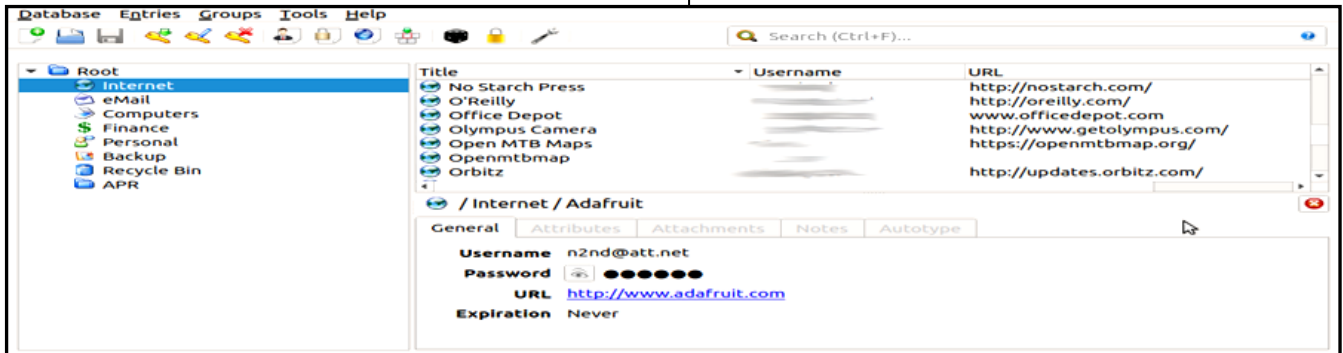 Database Entries Groups Tools Help
Search (Ctrl+F)...
Root
Internet
eMail
Computers
Finance
Personal
Backup
Recycle Bin
APR
Title Username URL
No Starch Press http://nostarch.com/
O'Reilly http://oreilly.com/
Office Depot www.officedepot.com
Olympus Camera http://www.getolympus.com/
Open MTB Maps https://openmtbmap.org/
Openmtbmap
Orbitz http://updates.orbitz.com/
/ Internet / Adafruit
General Attributes Attachments Notes Autotype
Username n2nd@att.net
Password ●●●●●●
URL http://www.adafruit.com
Expiration Never